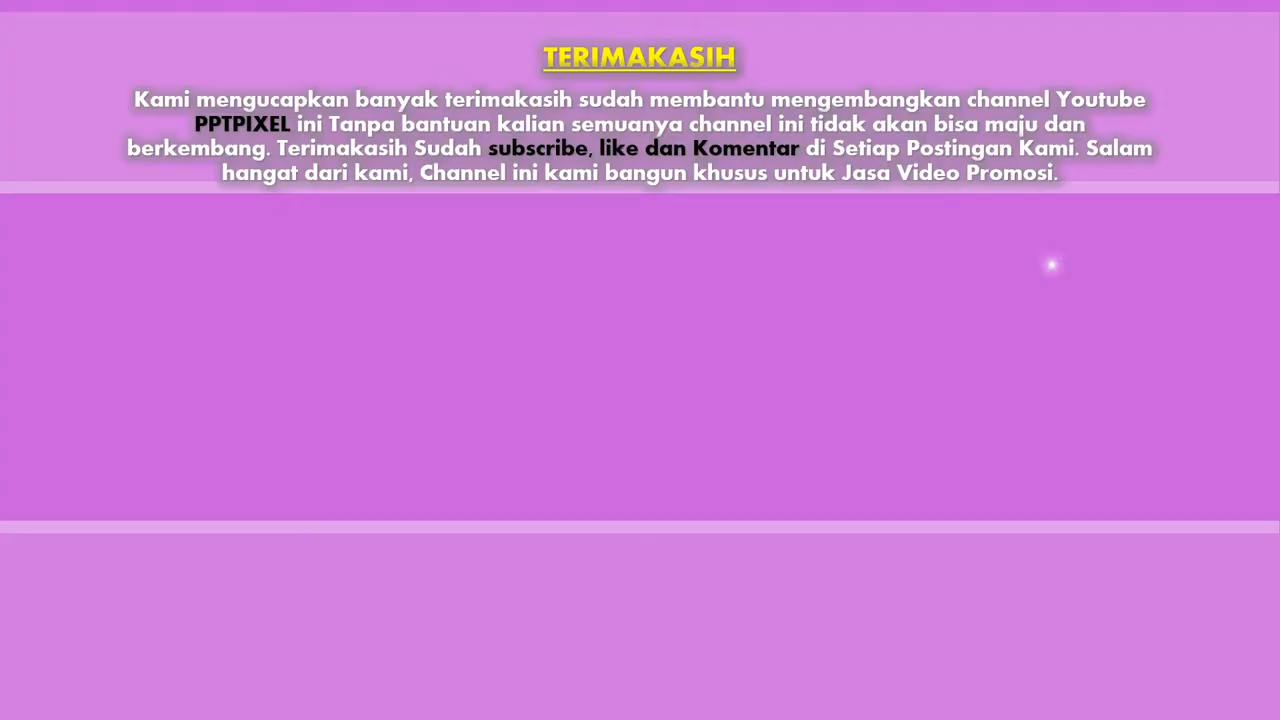 TERIMAKASIH
Kami mengucapkan banyak terimakasih sudah membantu mengembangkan channel Youtube
PPTPIXEL ini Tanpa bantuan kalian semuanya channel ini tidak akan bisa maju dan
berkembang. Terimakasih Sudah subscribe, like dan Komentar di Setiap Postingan Kami. Salam
hangat dari kami, Channel ini kami bangun khusus untuk Jasa Video Promosi.